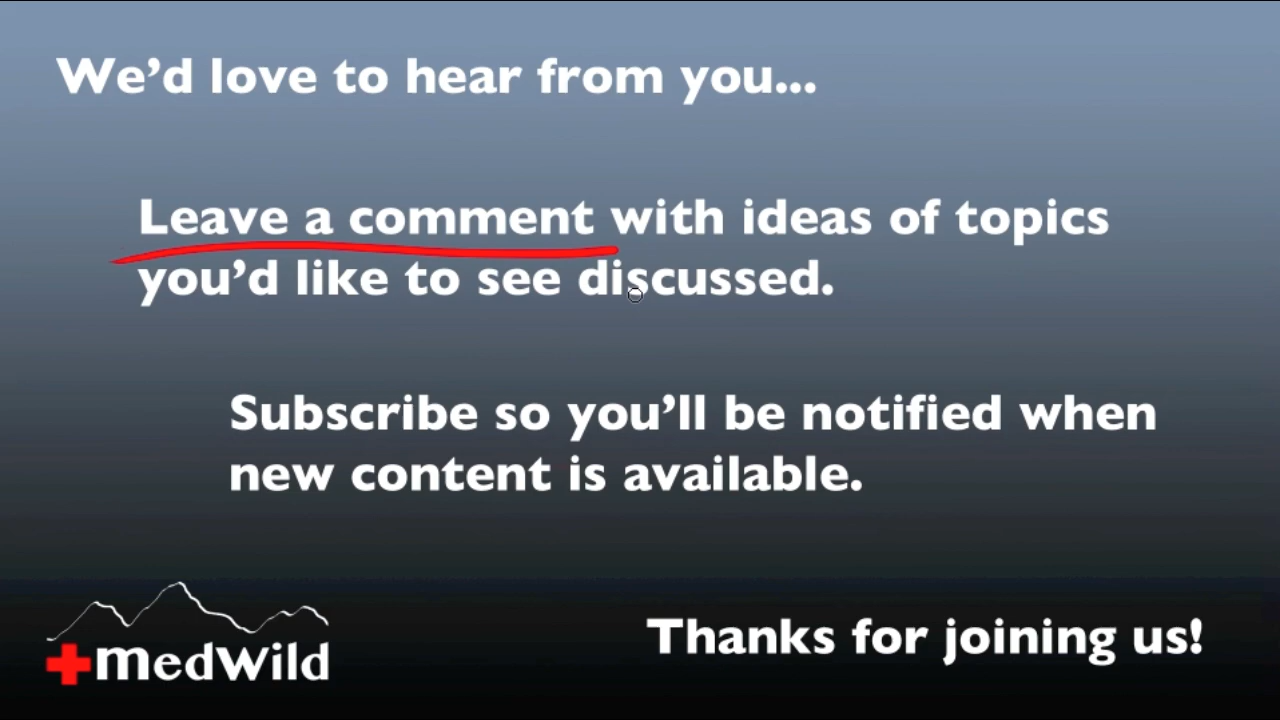 We'd love to hear from you...
Leave a comment with ideas of topics
you'd like to see discussed.
Subscribe so you'll be notified when
new content is available.
medWild
Thanks for joining us!